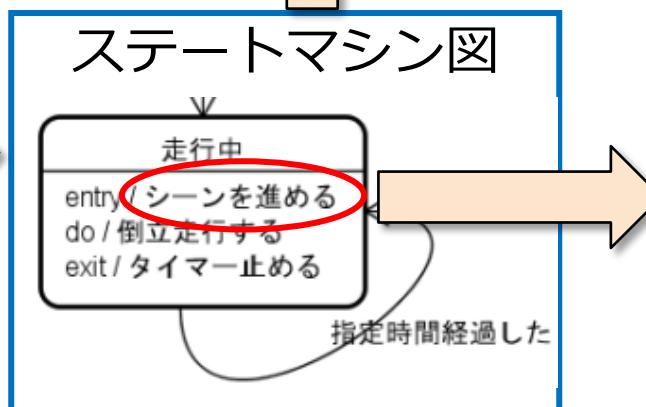 ステートマシン図
走行中
entry / シーンを進める
do / 倒立走行する
exit / タイマー止める
指定時間経過した